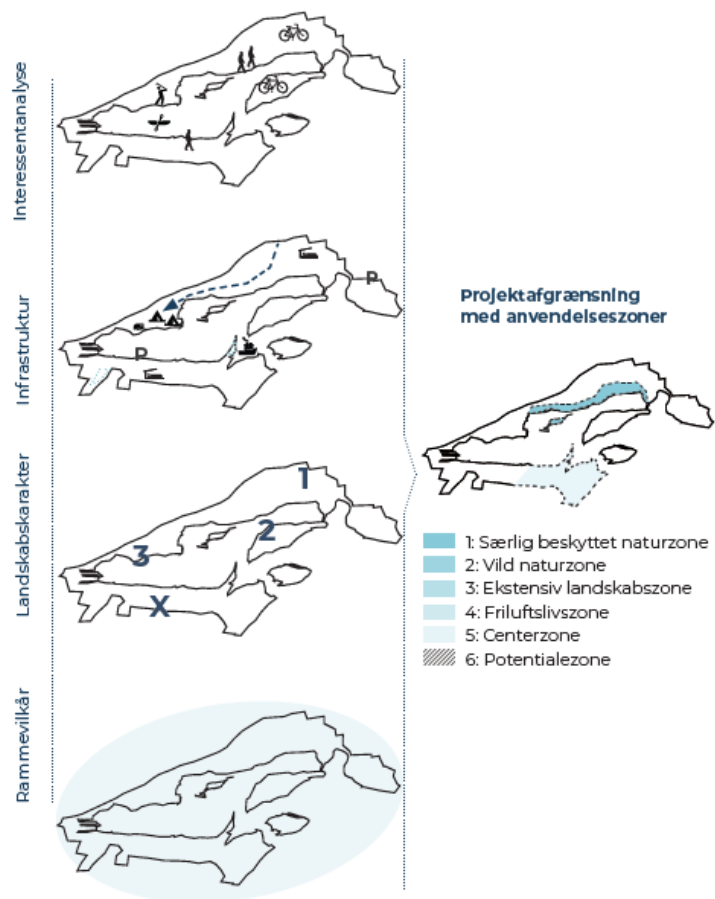 Interessentanalyse
Infrastruktur
P
P
Landskabskarakter
1
2
3
X
Rammevilkår
Projektafgrænsning
med anvendelseszoner
1: Særlig beskyttet naturzone
2: Vild naturzone
3: Ekstensiv landskabszone
4: Friluftslivszone
5: Centerzone
6: Potentialezone